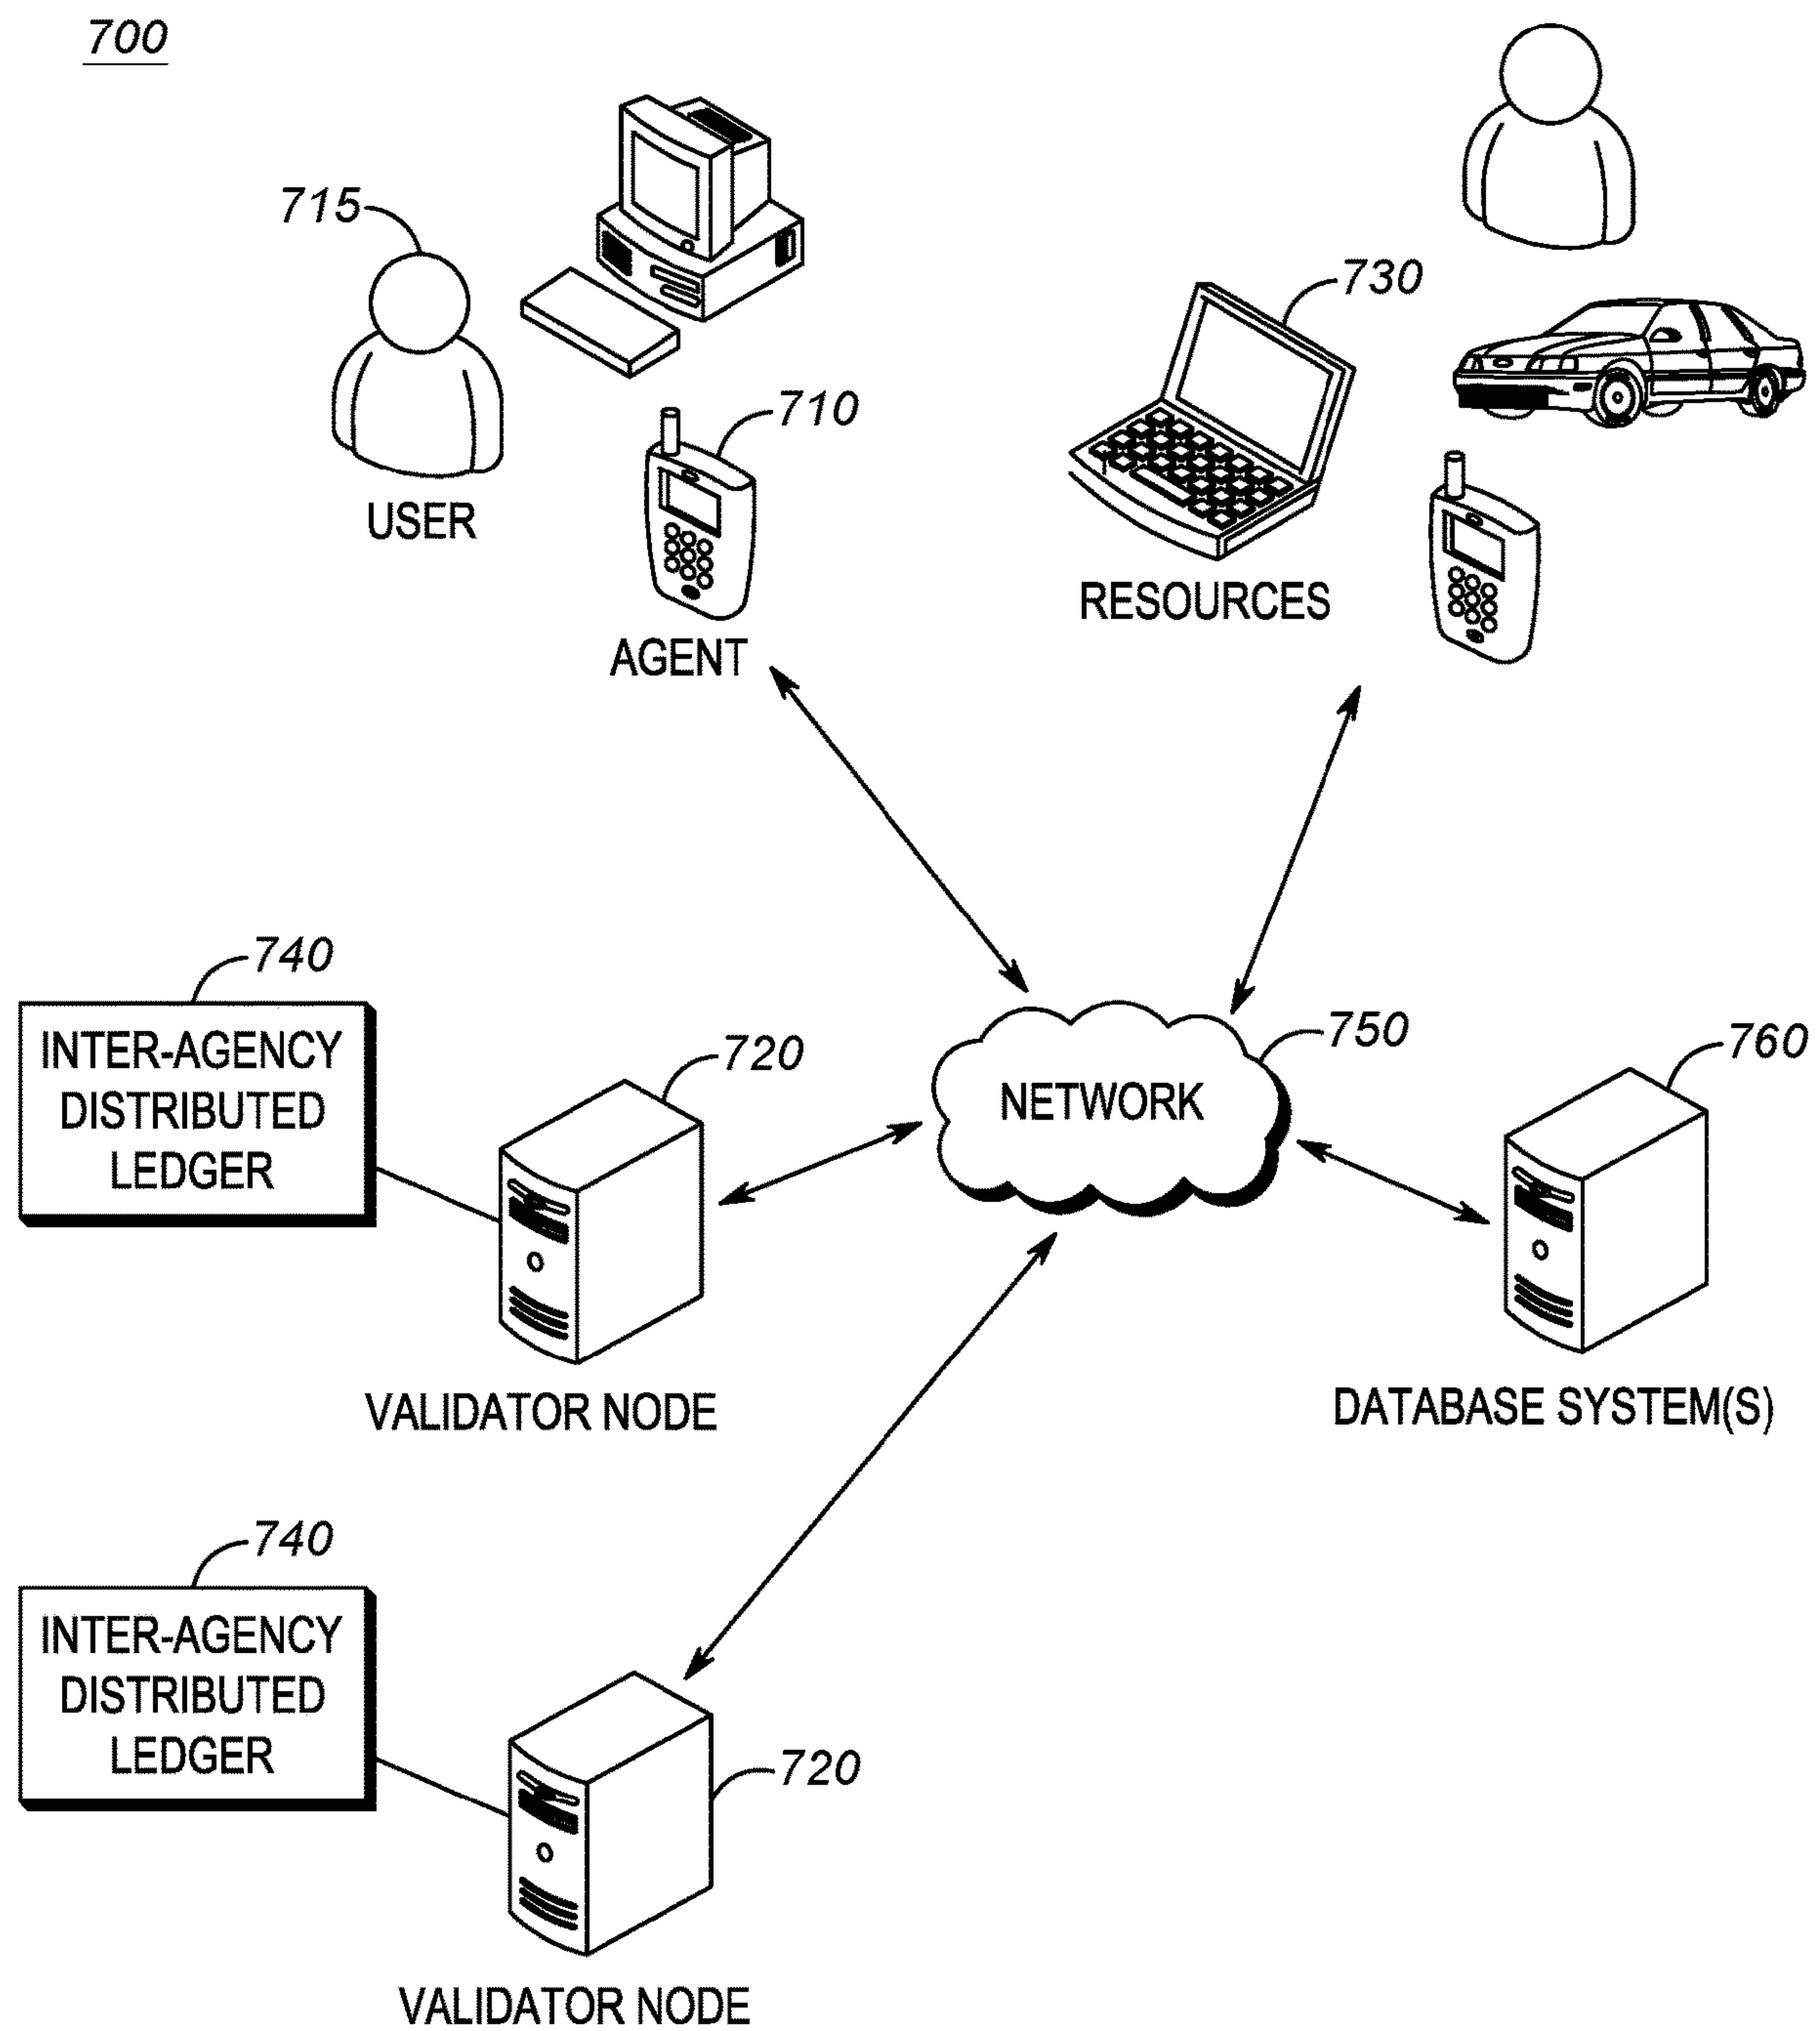 700
715
730
710
USER
RESOURCES
AGENT
740
INTER-AGENCY
DISTRIBUTED
LEDGER
720
750
NETWORK
760
VALIDATOR NODE
DATABASE SYSTEM(S)
740
INTER-AGENCY
DISTRIBUTED
LEDGER
720
VALIDATOR NODE